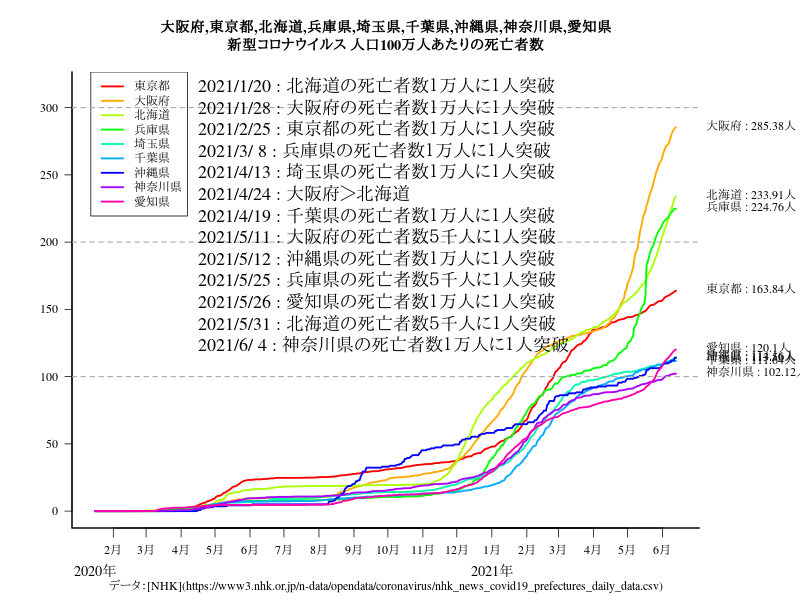 大阪府,東京都,北海道,兵庫県,埼玉県,千葉県,沖縄県,神奈川県,愛知県
新型コロナウイルス 人口100万人あたりの死亡者数
東京都
大阪府
北海道
兵庫県
埼玉県
千葉県
沖縄県
神奈川県
愛知県
2021/1/20 : 北海道の死亡者数1万人に1人突破
2021/1/28 : 大阪府の死亡者数1万人に1人突破
2021/2/25 : 東京都の死亡者数1万人に1人突破
2021/3/ 8 : 兵庫県の死亡者数1万人に1人突破
2021/4/13 : 埼玉県の死亡者数1万人に1人突破
2021/4/24 : 大阪府＞北海道
2021/4/19 : 千葉県の死亡者数1万人に1人突破
2021/5/11 : 大阪府の死亡者数5千人に1人突破
2021/5/12 : 沖縄県の死亡者数1万人に1人突破
2021/5/25 : 兵庫県の死亡者数5千人に1人突破
2021/5/26 : 愛知県の死亡者数1万人に1人突破
2021/5/31 : 北海道の死亡者数5千人に1人突破
2021/6/ 4 : 神奈川県の死亡者数1万人に1人突破
300
250
200
150
100
50
0
大阪府 : 285.38人
北海道 : 233.91人
兵庫県 : 224.76人
東京都 : 163.84人
愛知県 : 120.1人
神奈川県 : 102.12
2月 3月 4月 5月 6月 7月 8月 9月 10月 11月 12月 1月 2月 3月 4月 5月 6月
2020年 2021年
データ：[NHK](https://www3.nhk.or.jp/n-data/opendata/coronavirus/nhk_news_covid19_prefectures_daily_data.csv)